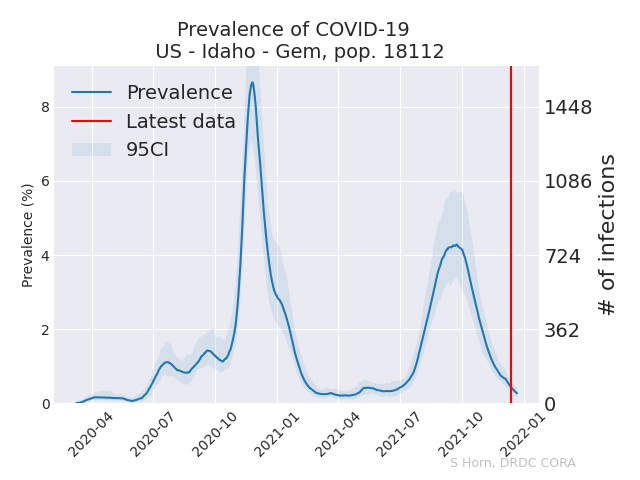 Prevalence of COVID-19
US - Idaho - Gem, pop. 18112
Prevalence
Latest data
95CI
Prevalence (%)
8
6
4
2
0
1448
1086
724
362
0
# of infections
2020-04
2020-07
2020-10
2021-01
2021-04
2021-07
2021-10
2022-01
S Horn, DRDC CORA